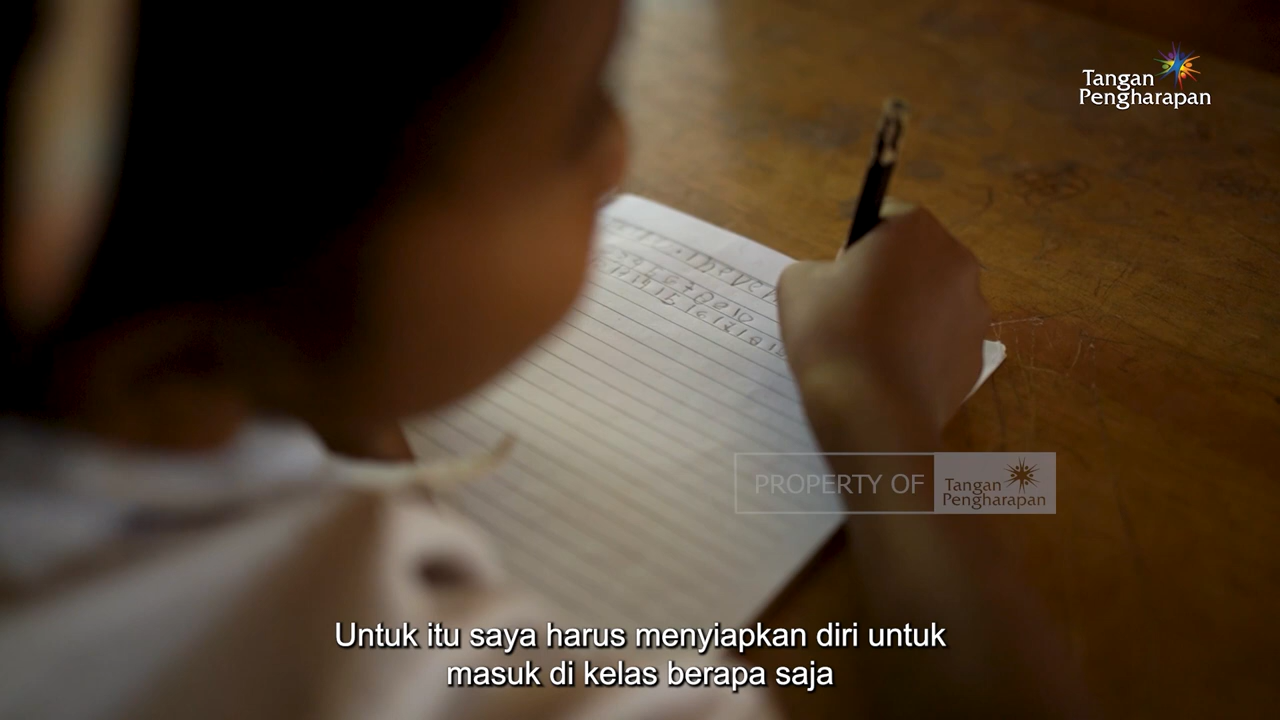 Tangan
Pengharapan
PROPERTY OF
Tangan
Pengharapan
Untuk itu saya harus menyiapkan diri untuk
masuk di kelas berapa saja